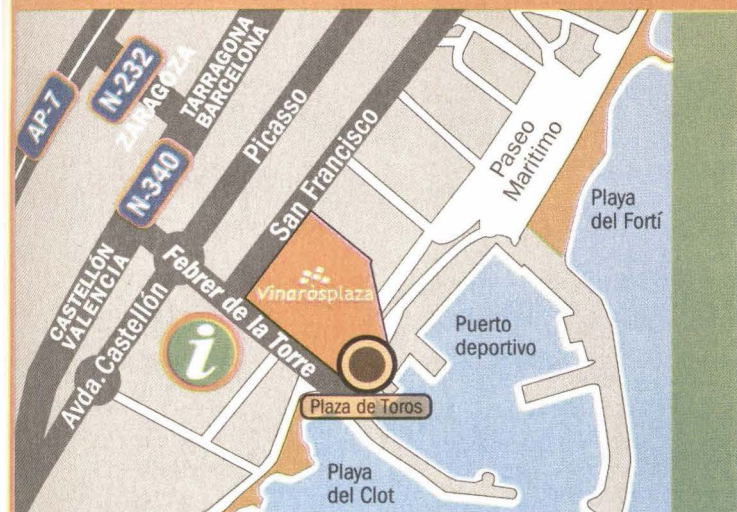 AP-7
N-232
ZARAGOZA
TARRAGONA
BARCELONA
N-340
Picasso
San Francisco
Paseo
Marítimo
Playa
del Fortí
CASTELLÓN
VALENCIA
Febrer de la Torre
Vinaròsplaza
Avda. Castellón
i
Puerto
deportivo
Plaza de Toros
Playa
del Clot